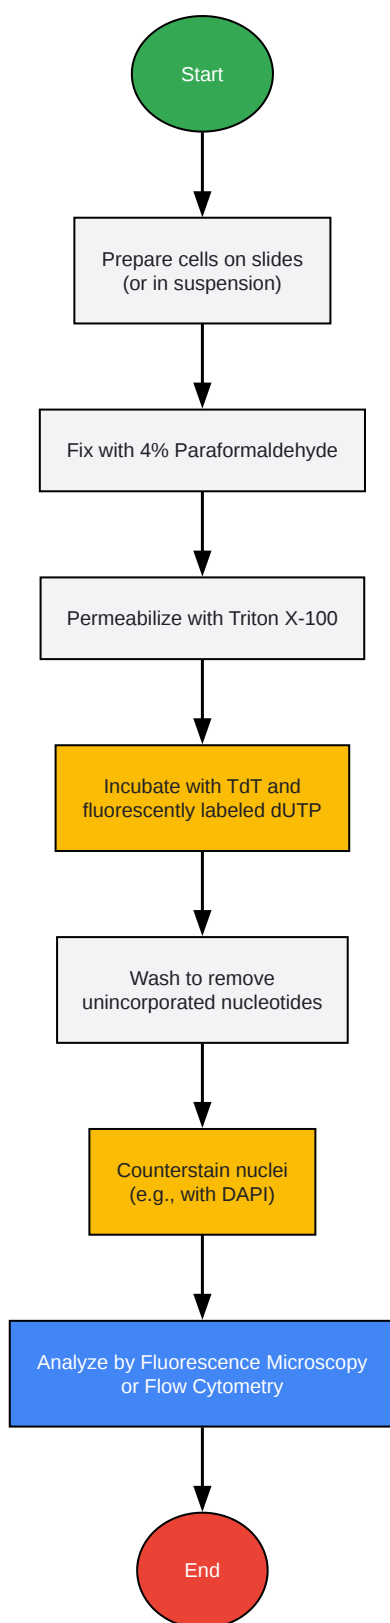 Start
Prepare cells on slides
(or in suspension)
Fix with 4% Paraformaldehyde
Permeabilize with Triton X-100
Incubate with TdT and
fluorescently labeled dUTP
Wash to remove
unincorporated nucleotides
Counterstain nuclei
(e.g., with DAPI)
Analyze by Fluorescence Microscopy
or Flow Cytometry
End